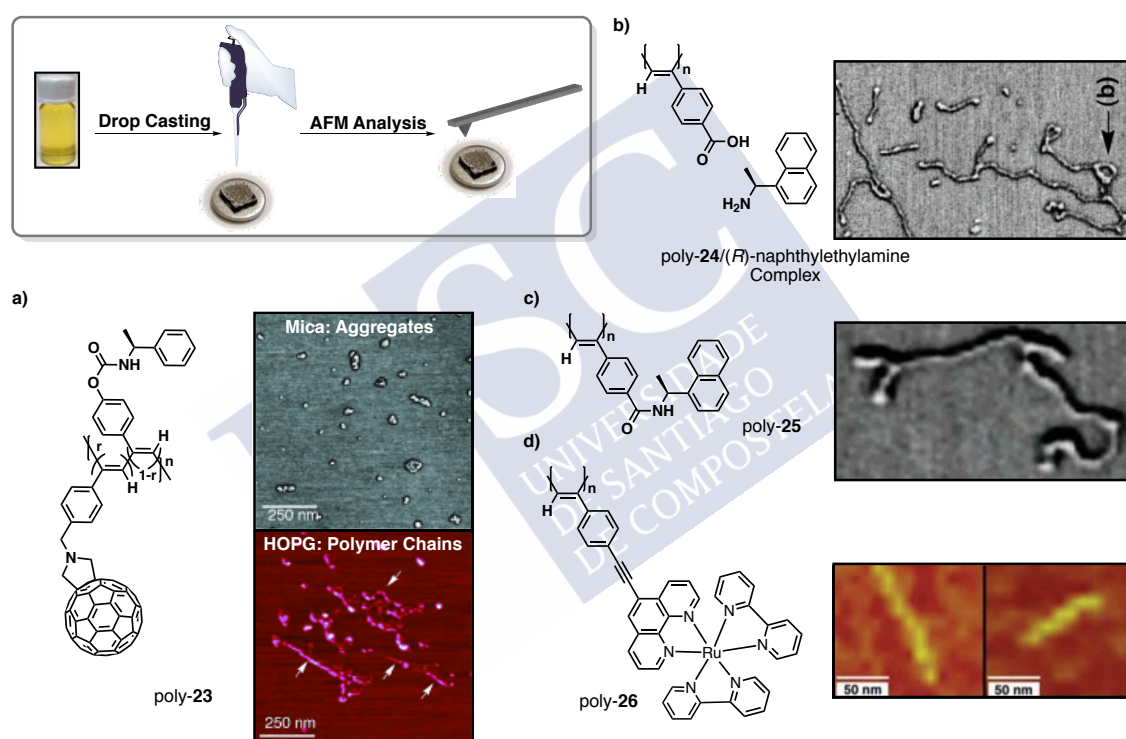 Drop Casting
AFM Analysis
b)
n
H
O
OH
H₂N
(b)
poly-24/(R)-naphthylethylamine
Complex
a)
O
NH
O
r
H
n
H
1-r
N
poly-23
Mica: Aggregates
250 nm
HOPG: Polymer Chains
250 nm
c)
n
H
O
N
H
poly-25
d)
n
H
N
N
N
N
Ru
N
N
poly-26
50 nm
50 nm
USC
UNIVERSIDADE
DE SANTIAGO
DE COMPOSTELA